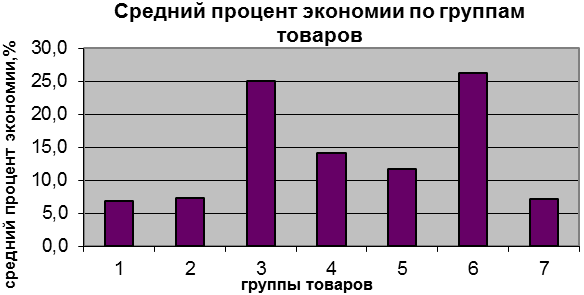 Средний процент экономии по группам
товаров
средний процент экономии,%
30,0
25,0
20,0
15,0
10,0
5,0
0,0
1 2 3 4 5 6 7
группы товаров